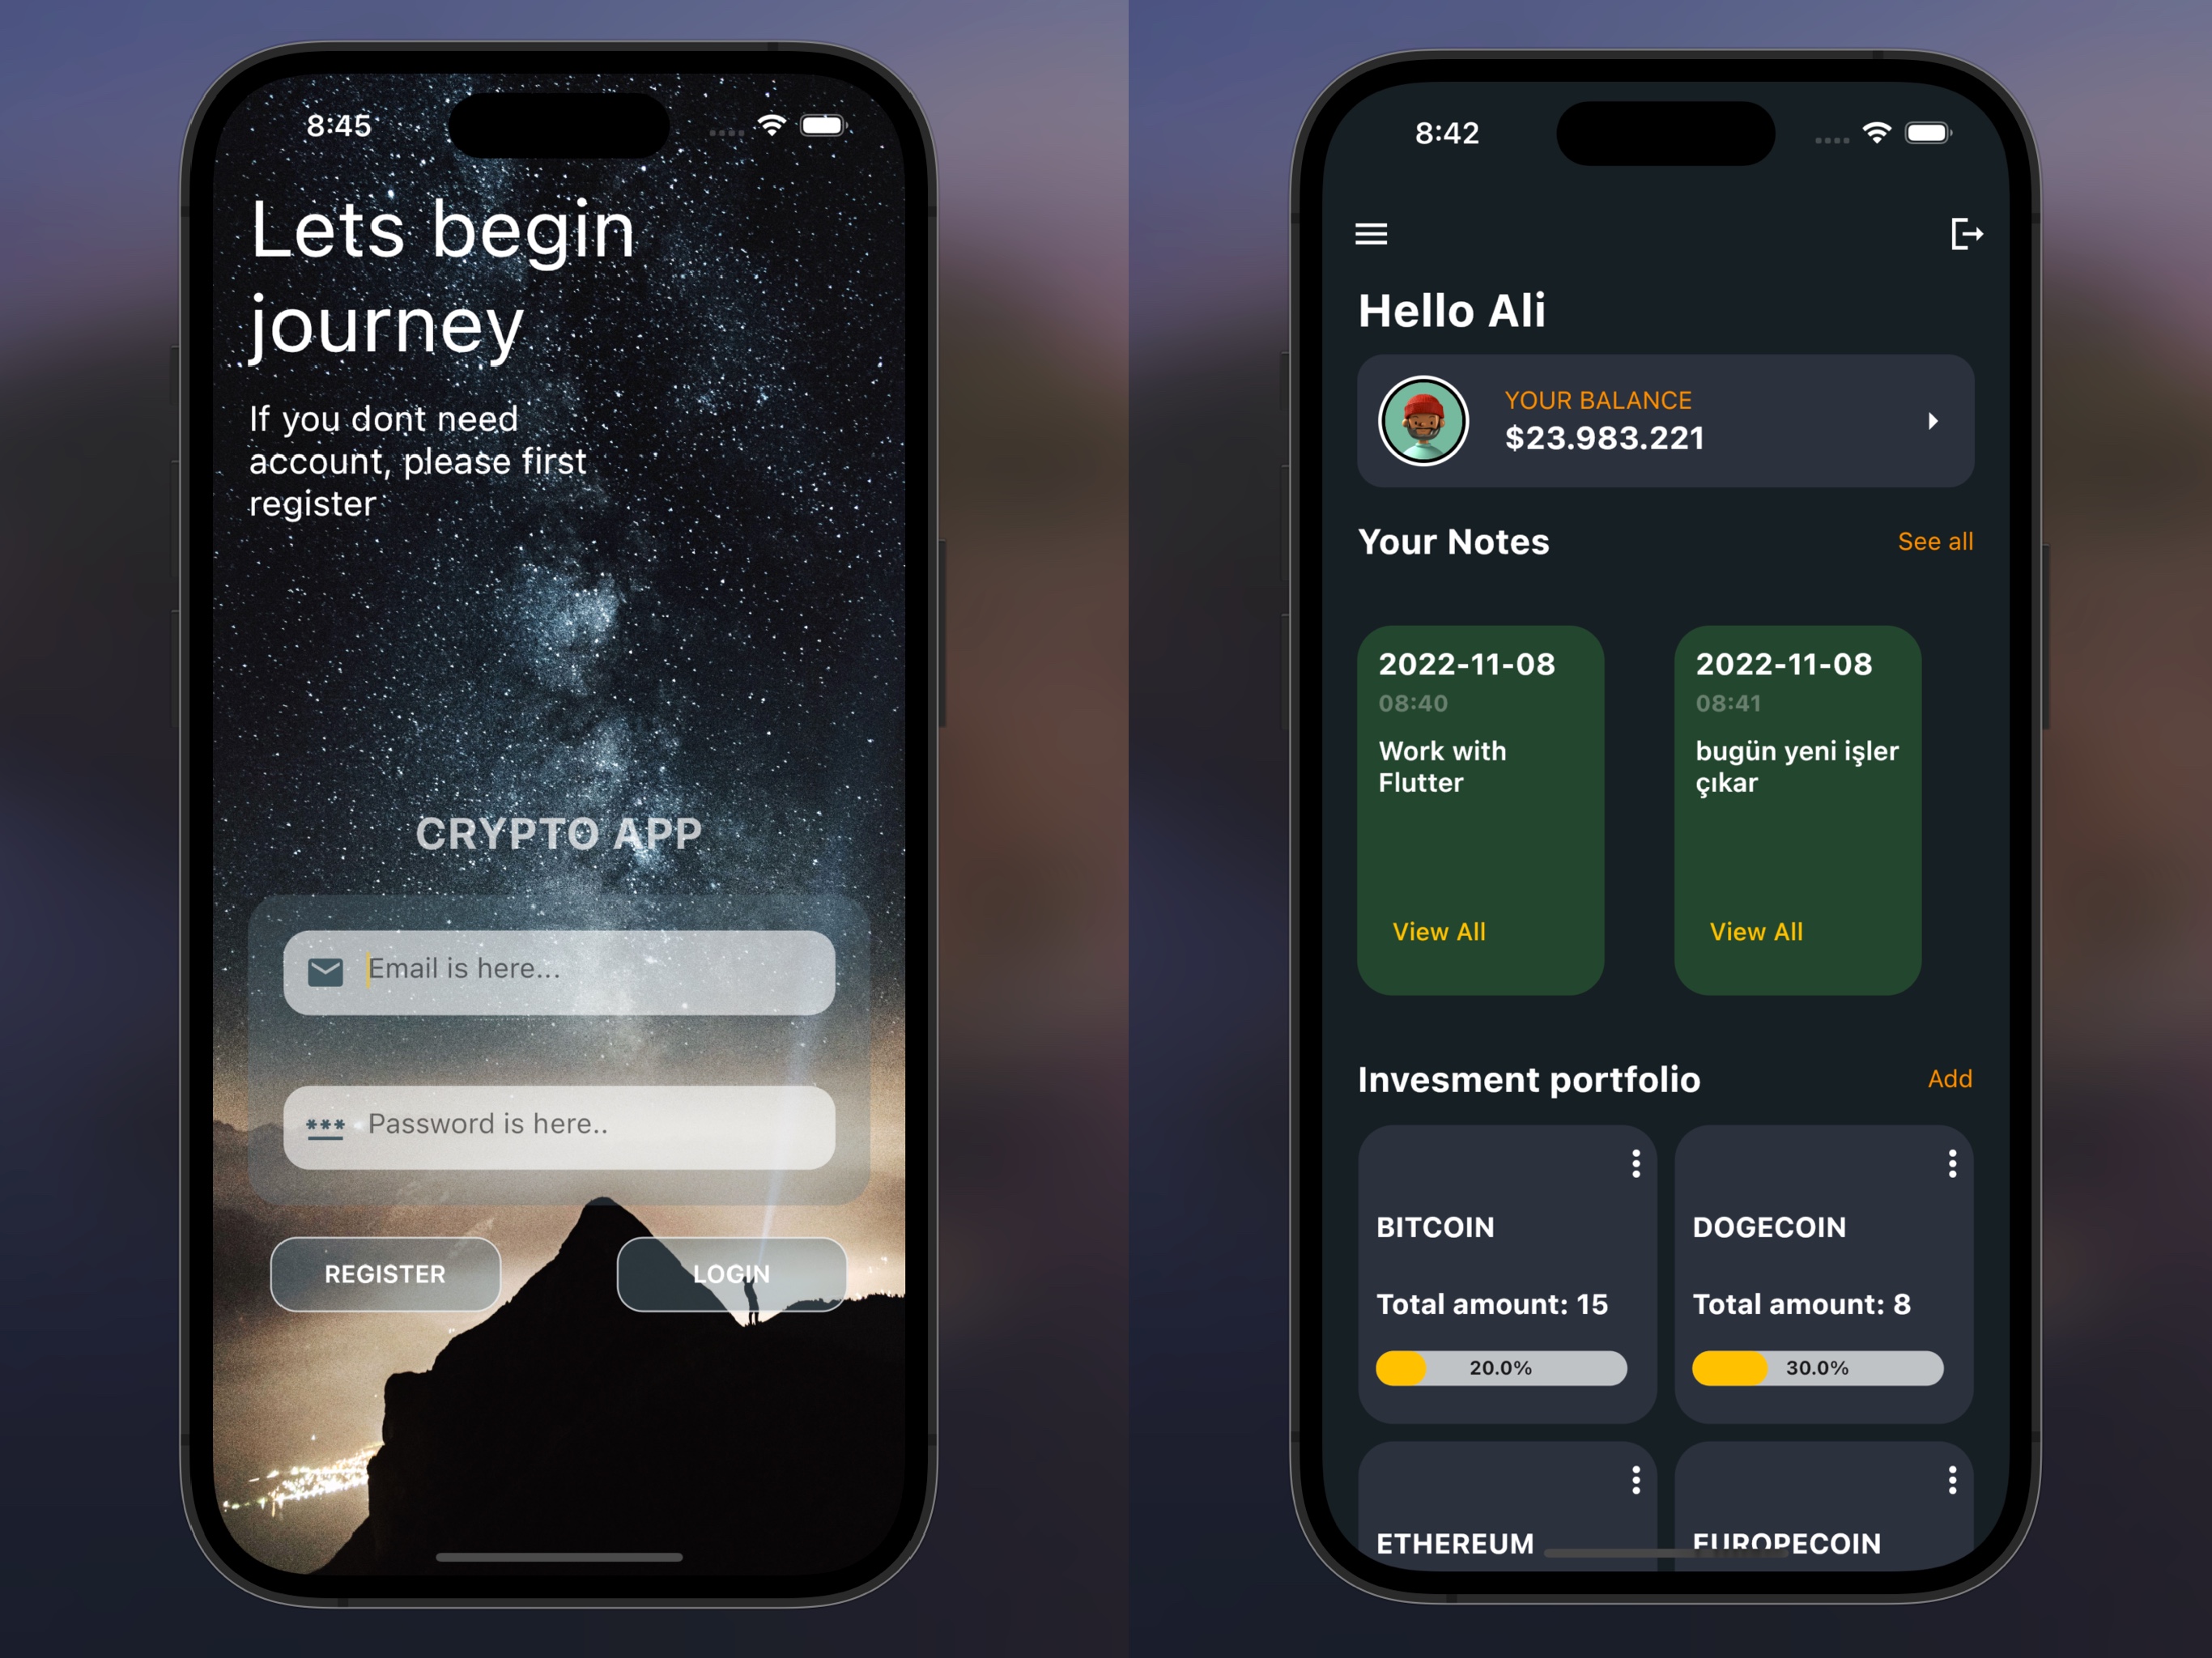 8:45
Lets begin
journey
If you dont need
account, please first
register
CRYPTO APP
Email is here...
*** Password is here..
REGISTER
LOGIN
8:42
Hello Ali
YOUR BALANCE
$23.983.221
Your Notes
See all
2022-11-08
08:40
Work with
Flutter
View All
2022-11-08
08:41
bugün yeni işler
çıkar
View All
Invesment portfolio
Add
BITCOIN
Total amount: 15
20.0%
DOGECOIN
Total amount: 8
30.0%
ETHEREUM
EUROPECOIN